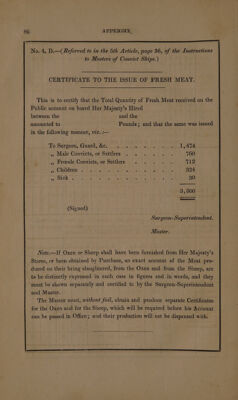 86 APPENDIX.
No. 4. D.—(Referred to in the 5th Article, page 36, of the Instructions
to Masters of Convict Ships.)
CERTIFICATE TO THE ISSUE OF FRESH MEAT.
This is to certify that the Total Quantity of Fresh Meat received on the
Public account on board Her Majesty's Hired
between the and the
amounted to Pounds; and that the same was issued
in the following manner, viz.:—
To Surgeon, Guard, &c. . . . . . . 1,474
„ Male Convicts, or Settlers . . . . . 760
„ Female Convicts, or Settlers . . . . 712
„ Children . . . . . . . . . 324
„ Sick . . . . . . . . . . 30
3,300
(Signed)
Surgeon-Superintendent.
Master.
Note.—If Oxen or Sheep shall have been furnished from Her Majesty's
Stores, or been obtained by Purchase, an exact account of the Meat pro-
duced on their being slaughtered, from the Oxen and from the Sheep, are
to be distinctly expressed in each case in figures and in words, and they
must be shown separately and certified to by the Surgeon-Superintendent
and Master.
The Master must, without fail, obtain and produce separate Certificates
for the Oxen and for the Sheep, which will be required before his Account
can be passed in Office; and their production will not be dispensed with.